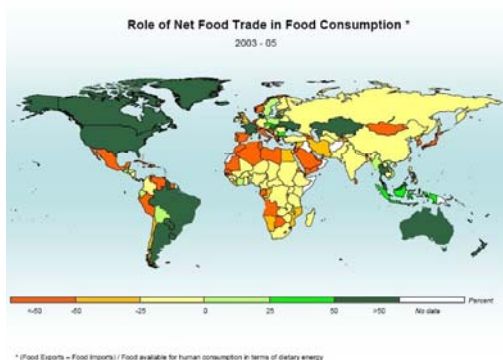 Role of Net Food Trade in Food Consumption *
2003 - 05
Percent
<-50 -50 -25 0 25 50 >50 No data
* (Food Exports – Food Imports) / Food available for human consumption in terms of dietary energy